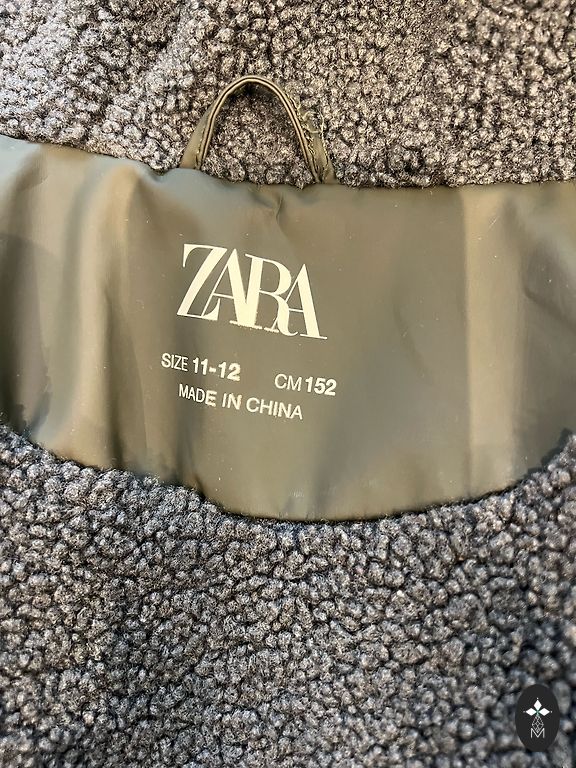 ZARA
SIZE 11-12 CM 152
MADE IN CHINA
M